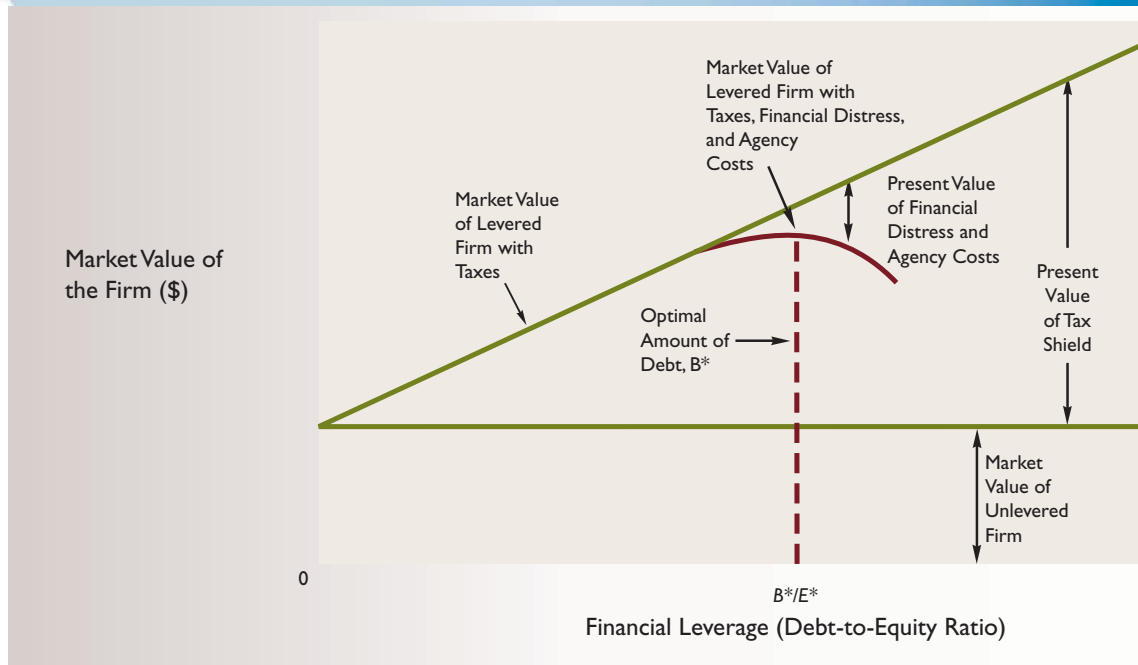 Market Value of
Levered Firm with
Taxes, Financial Distress,
and Agency
Costs
Market Value
of Levered
Firm with
Taxes
Present Value
of Financial
Distress and
Agency Costs
Market Value of
the Firm ($)
Present
Value
of Tax
Shield
Optimal
Amount of
Debt, B*
Market
Value of
Unlevered
Firm
0
B*/E*
Financial Leverage (Debt-to-Equity Ratio)